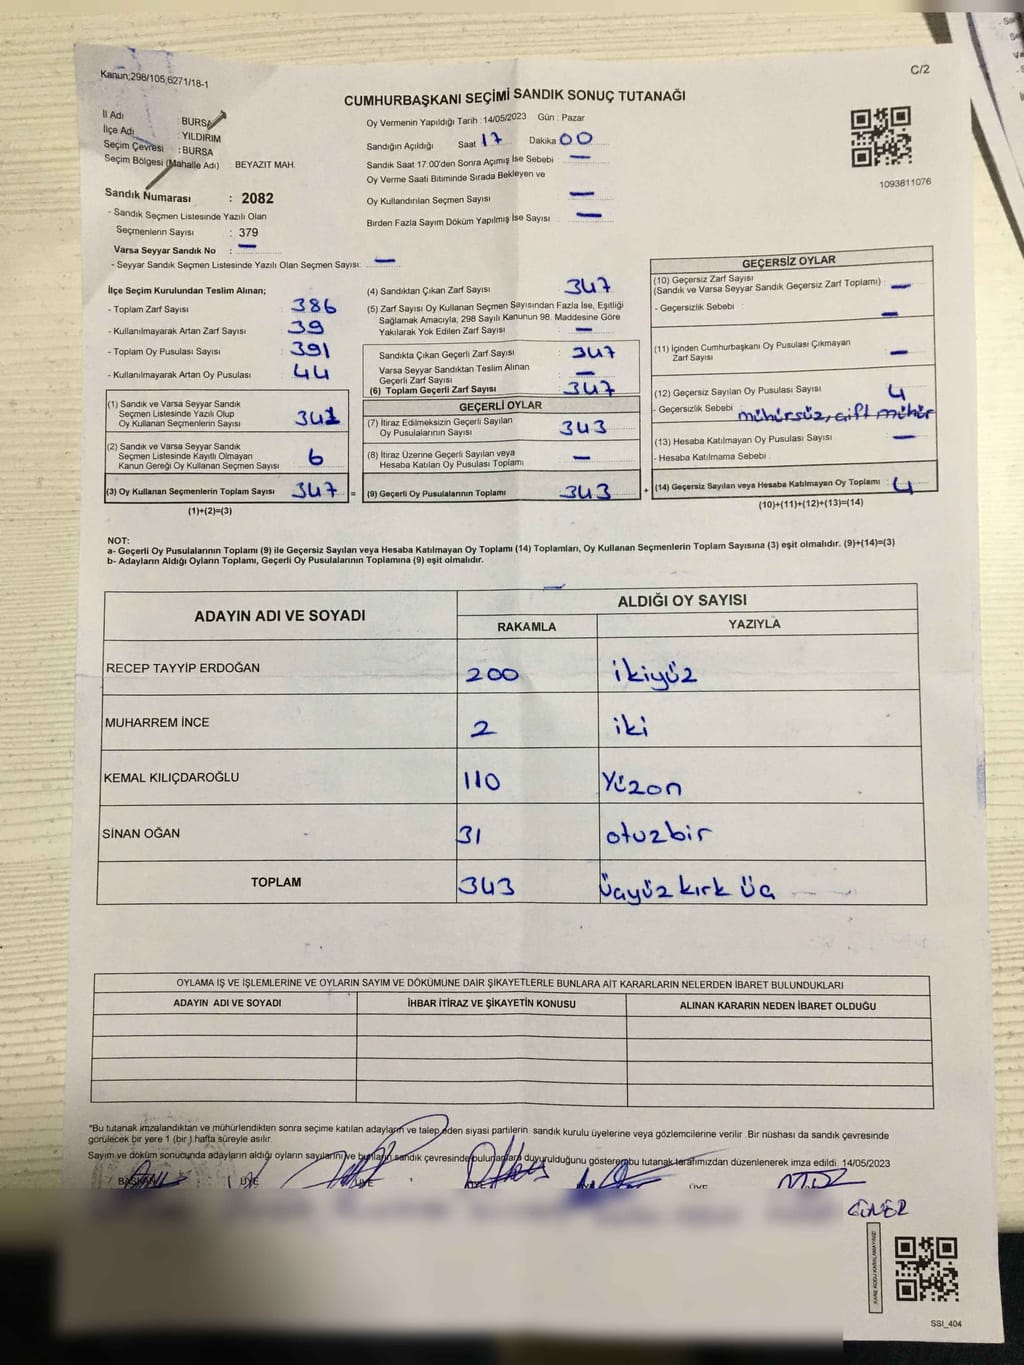 Kanun;298/105,6271/18-1
C/2
CUMHURBAŞKANI SEÇİMİ SANDIK SONUÇ TUTANAĞI
İl Adı : BURSA
İlçe Adı : YILDIRIM
Seçim Çevresi : BURSA
Seçim Bölgesi (Mahalle Adı) : BEYAZIT MAH.
Sandık Numarası : 2082
- Sandık Seçmen Listesinde Yazılı Olan
Seçmenlerin Sayısı : 379
Varsa Seyyar Sandık No : —
- Seyyar Sandık Seçmen Listesinde Yazılı Olan Seçmen Sayısı: —
Oy Vermenin Yapıldığı Tarih : 14/05/2023 Gün : Pazar
Sandığın Açıldığı Saat 17 Dakika 00
Sandık Saat 17:00'den Sonra Açımış İse Sebebi —
Oy Verme Saati Bitiminde Sırada Bekleyen ve
Oy Kullandırılan Seçmen Sayısı —
Birden Fazla Sayım Döküm Yapılmış İse Sayısı —
1093811076
İlçe Seçim Kurulundan Teslim Alınan;
- Toplam Zarf Sayısı 386
- Kullanılmayarak Artan Zarf Sayısı 39
- Toplam Oy Pusulası Sayısı 391
- Kullanılmayarak Artan Oy Pusulası 44
(1) Sandık ve Varsa Seyyar Sandık
Seçmen Listesinde Yazılı Olup
Oy Kullanan Seçmenlerin Sayısı 341
(2) Sandık ve Varsa Seyyar Sandık
Seçmen Listesinde Kayıtlı Olmayan
Kanun Gereği Oy Kullanan Seçmen Sayısı 6
(3) Oy Kullanan Seçmenlerin Toplam Sayısı 347 =
(1)+(2)=(3)
(4) Sandıktan Çıkan Zarf Sayısı 347
(5) Zarf Sayısı Oy Kullanan Seçmen Sayısından Fazla İse, Eşitliği
Sağlamak Amacıyla; 298 Sayılı Kanunun 98. Maddesine Göre
Yakılarak Yok Edilen Zarf Sayısı —
Sandıkta Çıkan Geçerli Zarf Sayısı 347
Varsa Seyyar Sandıktan Teslim Alınan
Geçerli Zarf Sayısı —
(6) Toplam Geçerli Zarf Sayısı 347
GEÇERLİ OYLAR
(7) İtiraz Edilmeksizin Geçerli Sayılan
Oy Pusulalarının Sayısı 343
(8) İtiraz Üzerine Geçerli Sayılan veya
Hesaba Katılan Oy Pusulası Toplamı —
(9) Geçerli Oy Pusulalarının Toplamı 343 +
GEÇERSİZ OYLAR
(10) Geçersiz Zarf Sayısı
(Sandık ve Varsa Seyyar Sandık Geçersiz Zarf Toplamı) : —
- Geçersizlik Sebebi : —
(11) İçinden Cumhurbaşkanı Oy Pusulası Çıkmayan
Zarf Sayısı —
(12) Geçersiz Sayılan Oy Pusulası Sayısı 4
- Geçersizlik Sebebi mühürsüz, çift mühür
(13) Hesaba Katılmayan Oy Pusulası Sayısı —
- Hesaba Katılmama Sebebi
(14) Geçersiz Sayılan veya Hesaba Katılmayan Oy Toplamı : 4
(10)+(11)+(12)+(13)=(14)
NOT:
a- Geçerli Oy Pusulalarının Toplamı (9) ile Geçersiz Sayılan veya Hesaba Katılmayan Oy Toplamı (14) Toplamları, Oy Kullanan Seçmenlerin Toplam Sayısına (3) eşit olmalıdır. (9)+(14)=(3)
b- Adayların Aldığı Oyların Toplamı, Geçerli Oy Pusulalarının Toplamına (9) eşit olmalıdır.
ADAYIN ADI VE SOYADI ALDIĞI OY SAYISI
RAKAMLA YAZIYLA
RECEP TAYYİP ERDOĞAN 200 ikiyüz
MUHARREM İNCE 2 iki
KEMAL KILIÇDAROĞLU 110 Yüzon
SİNAN OĞAN 31 otuzbir
TOPLAM 343 üçyüz kırk üç
OYLAMA İŞ VE İŞLEMLERİNE VE OYLARIN SAYIM VE DÖKÜMÜNE DAİR ŞİKAYETLERLE BUNLARA AİT KARARLARIN NELERDEN İBARET BULUNDUKLARI
ADAYIN ADI VE SOYADI İHBAR İTİRAZ VE ŞİKAYETİN KONUSU ALINAN KARARIN NEDEN İBARET OLDUĞU
"Bu tutanak imzalandıktan ve mühürlendikten sonra seçime katılan adayların ve talep eden siyasi partilerin sandık kurulu üyelerine veya gözlemcilerine verilir. Bir nüshası da sandık çevresinde
görülecek bir yere 1 (bir) hafta süreyle asılır.
Sayım ve döküm sonucunda adayların aldığı oyların sayılarını ve bunların sandık çevresinde bulunanlara duyurulduğunu gösteren bu tutanak tarafımızdan düzenlenerek imza edildi. 14/05/2023
BAŞKAN ÜYE ÜYE ÜYE ÜYE
KARE KODU KARALAMAYINIZ!
SSI_404